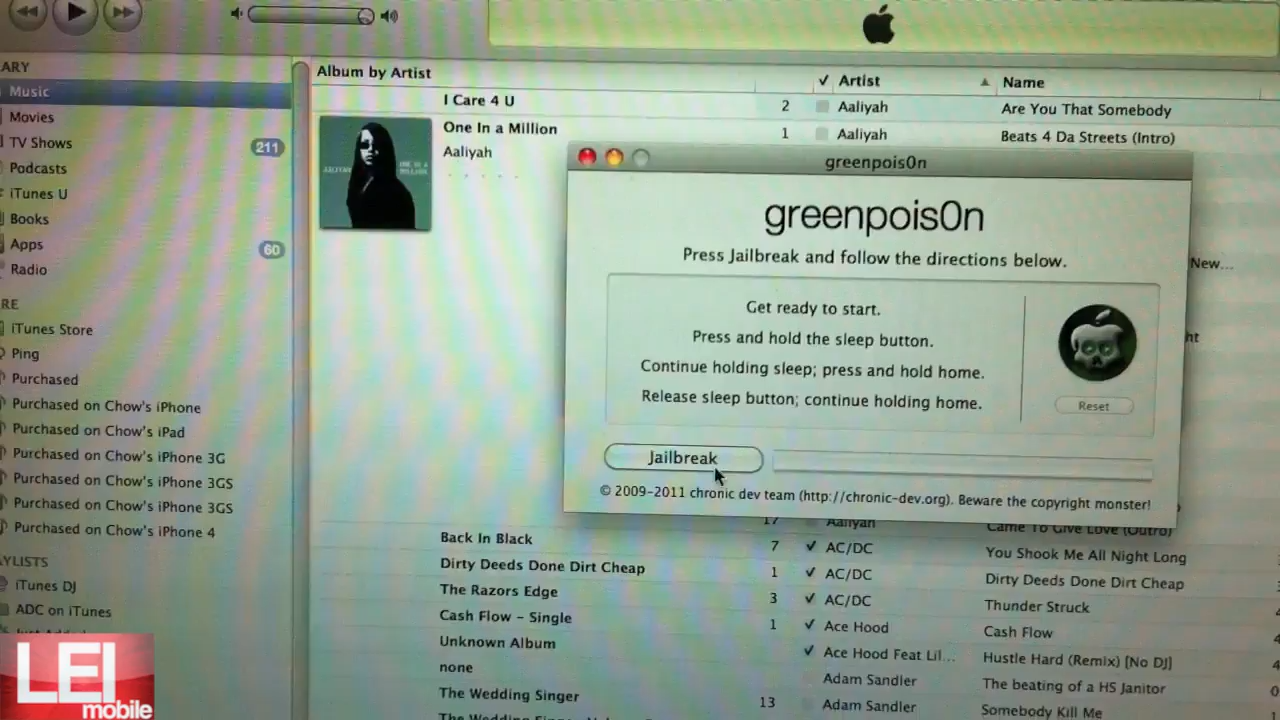 Album by Artist
✓ Artist
Name
ARY
Music
Movies
TV Shows 211
Podcasts
iTunes U
Books
Apps 60
Radio
RE
iTunes Store
Ping
Purchased
Purchased on Chow's iPhone
Purchased on Chow's iPad
Purchased on Chow's iPhone 3G
Purchased on Chow's iPhone 3GS
Purchased on Chow's iPhone 3GS
Purchased on Chow's iPhone 4
YLISTS
iTunes DJ
ADC on iTunes
I Care 4 U 2 Aaliyah Are You That Somebody
One In a Million 1 Aaliyah Beats 4 Da Streets (Intro)
Aaliyah
greenpois0n
greenpois0n
Press Jailbreak and follow the directions below.
New...
Get ready to start.
Press and hold the sleep button.
ht
Continue holding sleep; press and hold home.
Release sleep button; continue holding home.
Reset
Jailbreak
© 2009-2011 chronic dev team (http://chronic-dev.org). Beware the copyright monster!
17 Aaliyah Came To Give Love (Outro)
Back In Black 7 ✓ AC/DC You Shook Me All Night Long
Dirty Deeds Done Dirt Cheap 1 ✓ AC/DC Dirty Deeds Done Dirt Cheap
The Razors Edge 3 ✓ AC/DC Thunder Struck
Cash Flow - Single 1 ✓ Ace Hood Cash Flow
Unknown Album ✓ Ace Hood Feat Lil... Hustle Hard (Remix) [No DJ]
none Adam Sandler The beating of a HS Janitor
The Wedding Singer 13 Adam Sandler Somebody Kill Me
LEI
mobile